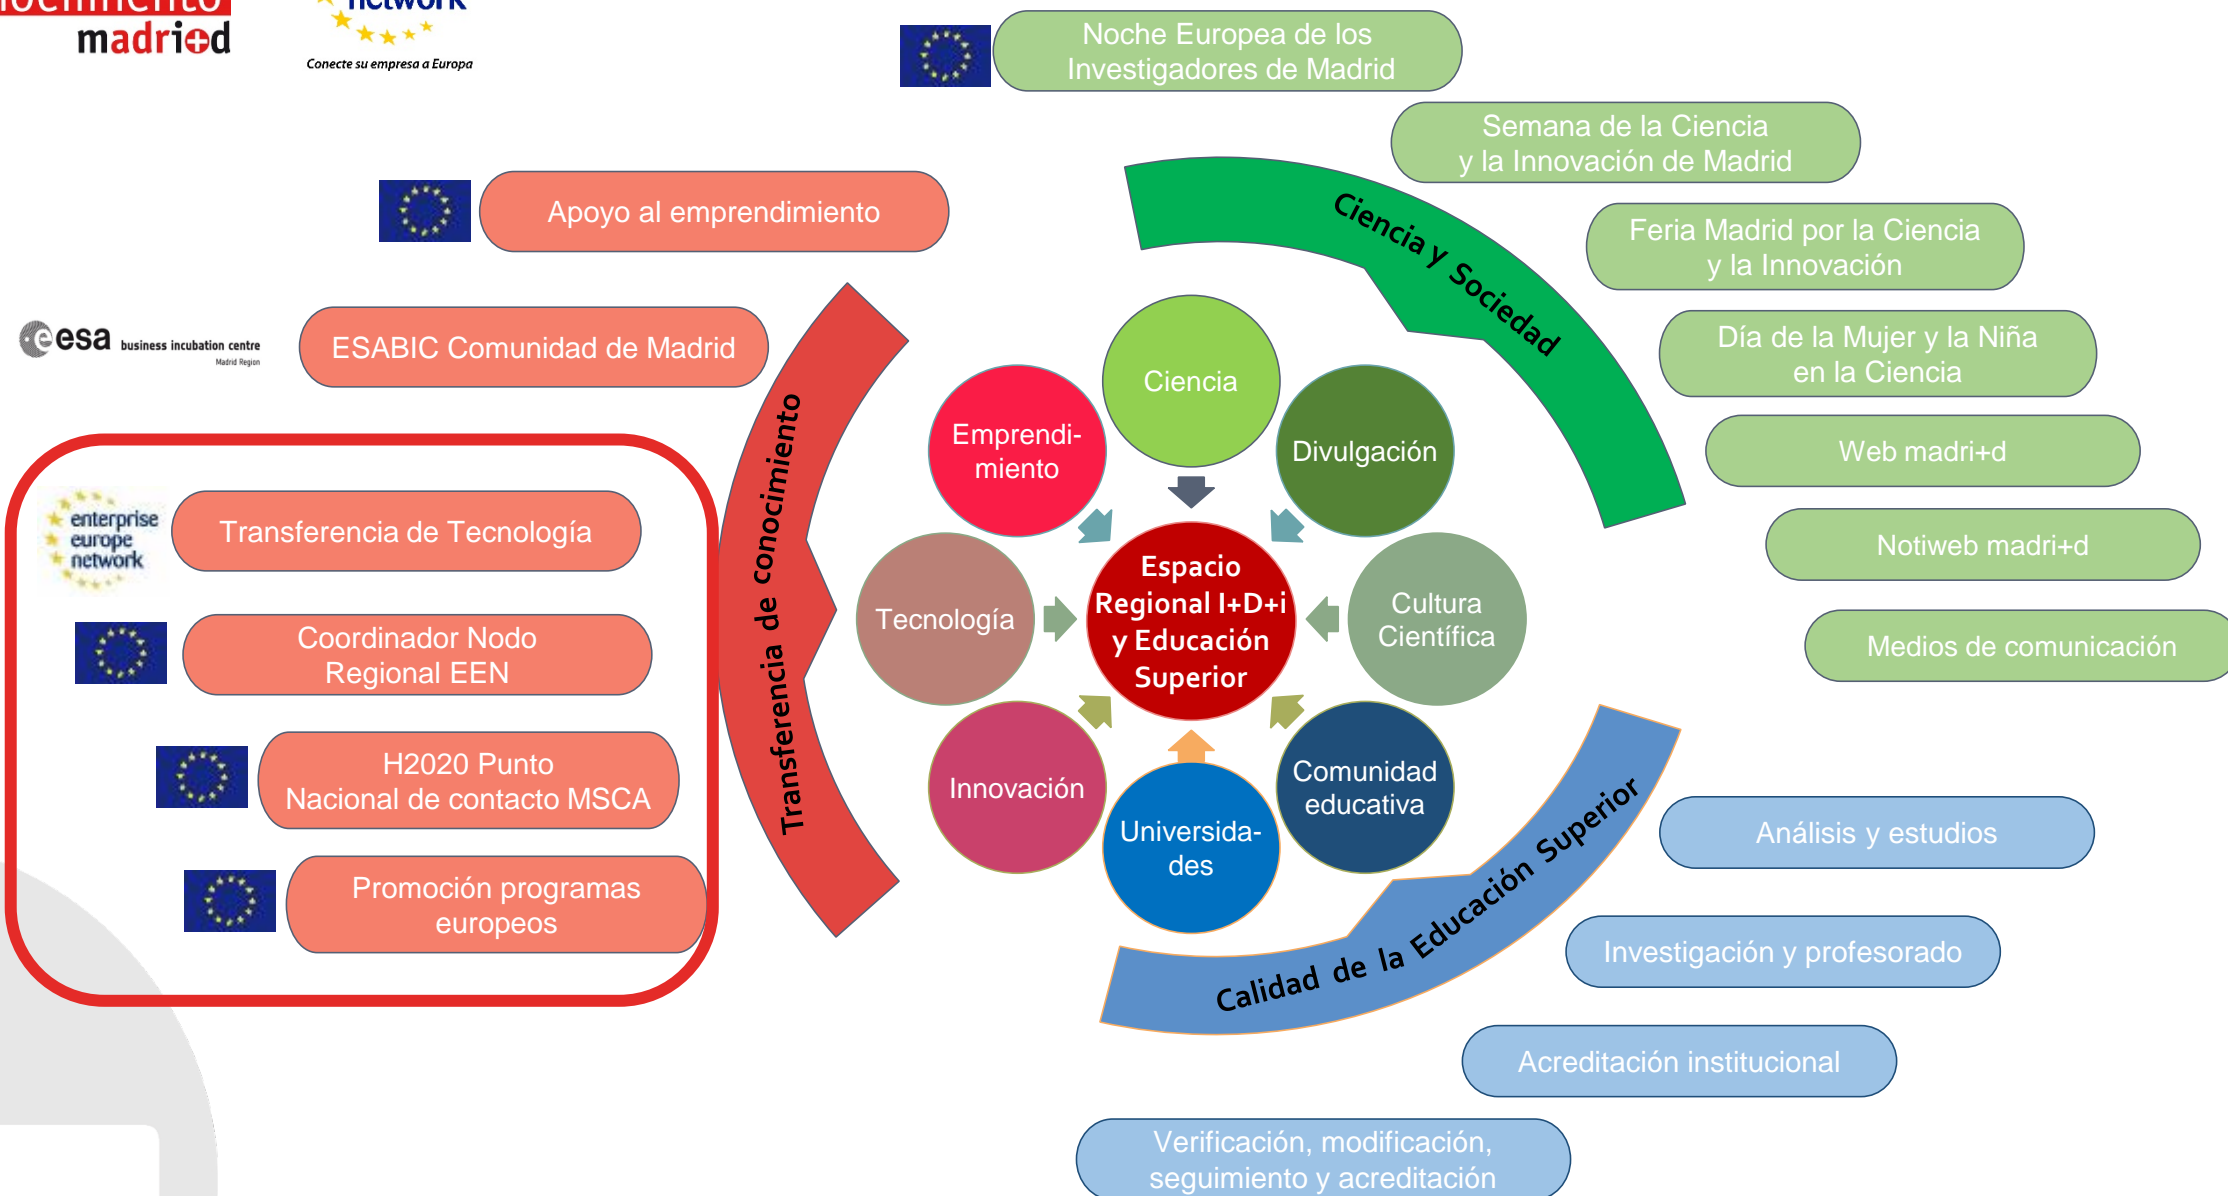 madri+d
network
Conecte su empresa a Europa
Noche Europea de los
Investigadores de Madrid
Semana de la Ciencia
y la Innovación de Madrid
Feria Madrid por la Ciencia
y la Innovación
Día de la Mujer y la Niña
en la Ciencia
Web madri+d
Notiweb madri+d
Medios de comunicación
Ciencia y Sociedad
Apoyo al emprendimiento
esa business incubation centre
Madrid Region
ESABIC Comunidad de Madrid
enterprise
europe
network
Transferencia de Tecnología
Coordinador Nodo
Regional EEN
H2020 Punto
Nacional de contacto MSCA
Promoción programas
europeos
Transferencia de conocimiento
Ciencia
Emprendi-
miento
Divulgación
Tecnología
Espacio
Regional I+D+i
y Educación
Superior
Cultura
Científica
Innovación
Comunidad
educativa
Universida-
des
Calidad de la Educación Superior
Análisis y estudios
Investigación y profesorado
Acreditación institucional
Verificación, modificación,
seguimiento y acreditación